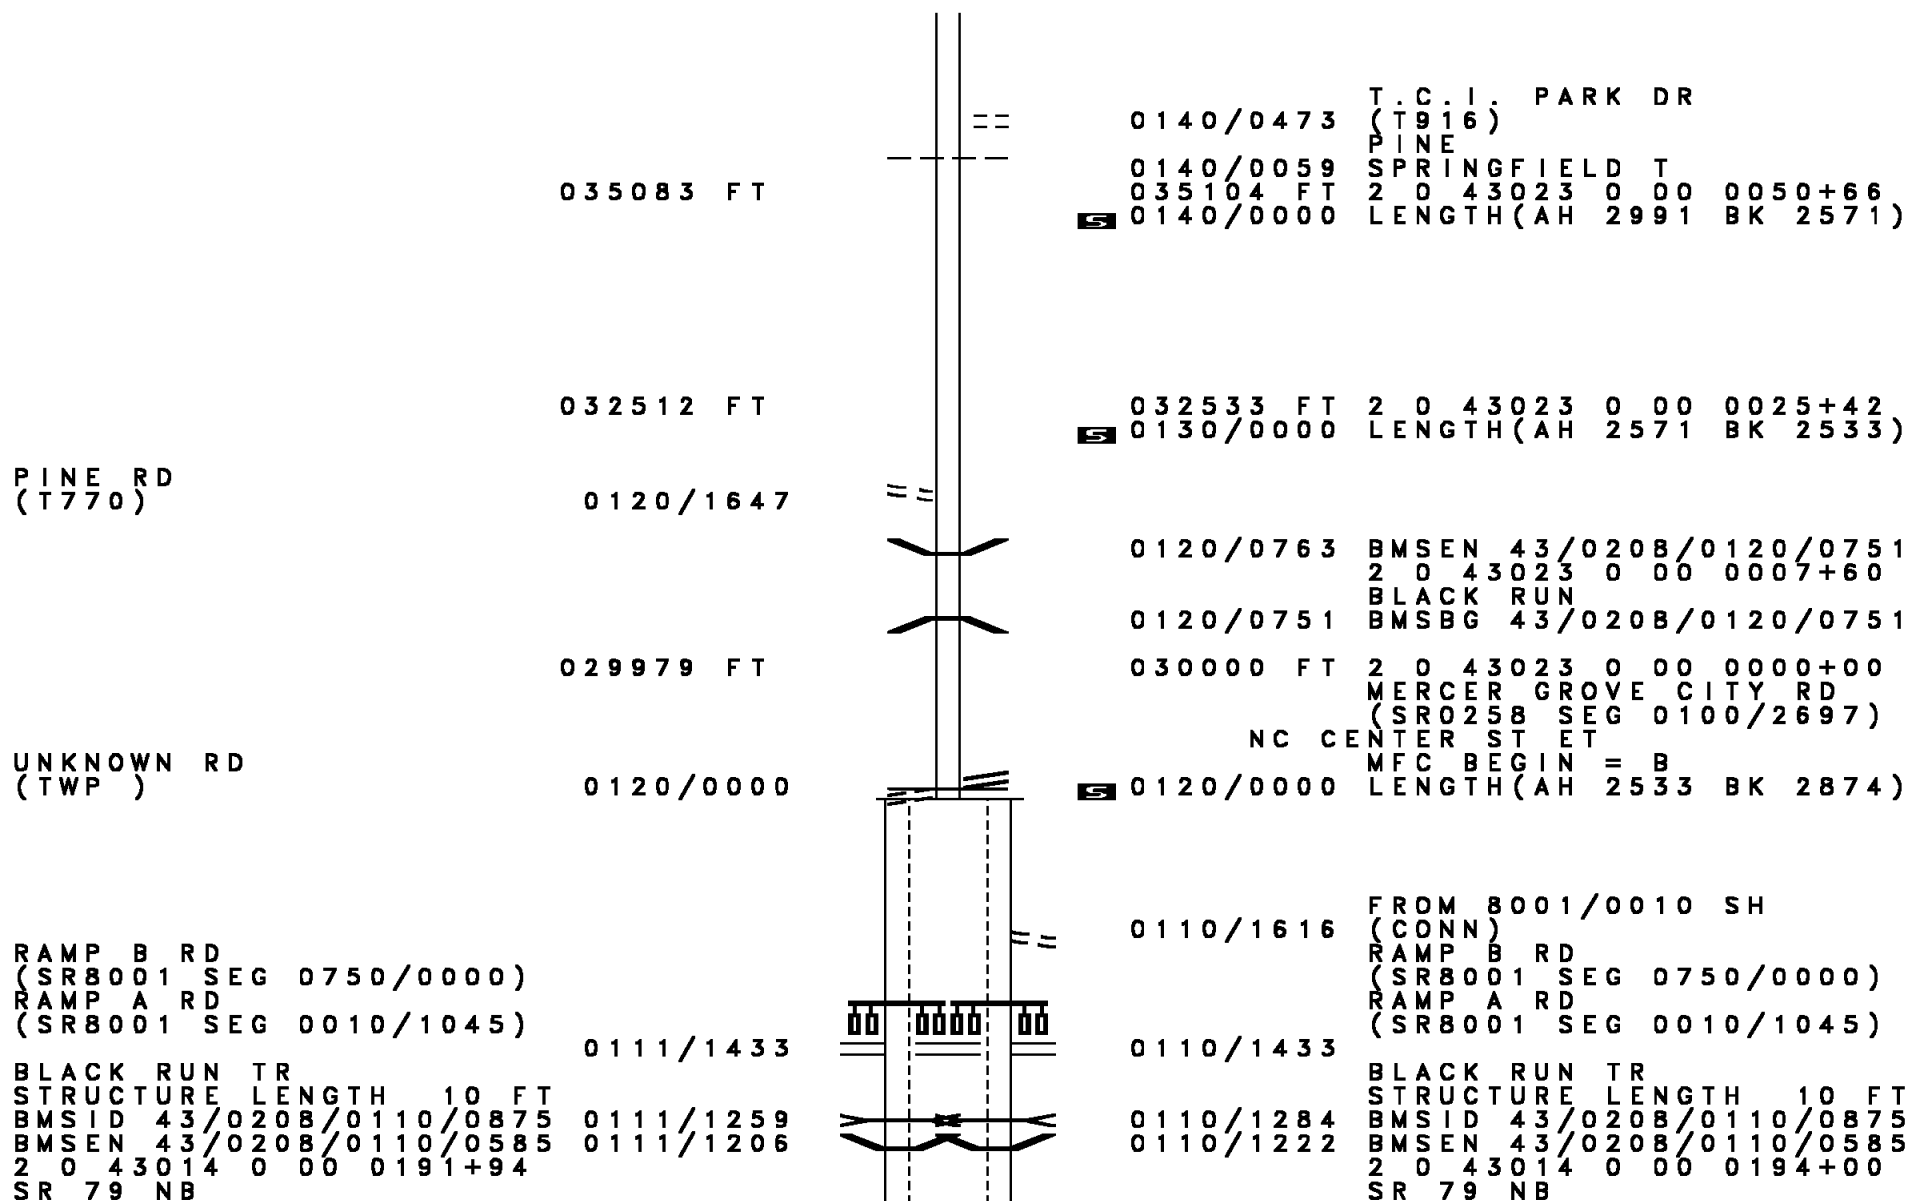 T.C.I. PARK DR
0140/0473 (T916)
PINE
0140/0059 SPRINGFIELD T
035083 FT 035104 FT 2 0 43023 0 00 0050+66
S 0140/0000 LENGTH(AH 2991 BK 2571)
032512 FT 032533 FT 2 0 43023 0 00 0025+42
S 0130/0000 LENGTH(AH 2571 BK 2533)
PINE RD
(T770) 0120/1647
0120/0763 BMSEN 43/0208/0120/0751
2 0 43023 0 00 0007+60
BLACK RUN
0120/0751 BMSBG 43/0208/0120/0751
029979 FT 030000 FT 2 0 43023 0 00 0000+00
MERCER GROVE CITY RD
(SR0258 SEG 0100/2697)
NC CENTER ST ET
UNKNOWN RD MFC BEGIN = B
(TWP ) 0120/0000 S 0120/0000 LENGTH(AH 2533 BK 2874)
FROM 8001/0010 SH
0110/1616 (CONN)
RAMP B RD RAMP B RD
(SR8001 SEG 0750/0000) (SR8001 SEG 0750/0000)
RAMP A RD RAMP A RD
(SR8001 SEG 0010/1045) (SR8001 SEG 0010/1045)
0111/1433 0110/1433
BLACK RUN TR BLACK RUN TR
STRUCTURE LENGTH 10 FT STRUCTURE LENGTH 10 FT
BMSID 43/0208/0110/0875 0111/1259 0110/1284 BMSID 43/0208/0110/0875
BMSEN 43/0208/0110/0585 0111/1206 0110/1222 BMSEN 43/0208/0110/0585
2 0 43014 0 00 0191+94 2 0 43014 0 00 0194+00
SR 79 NB SR 79 NB